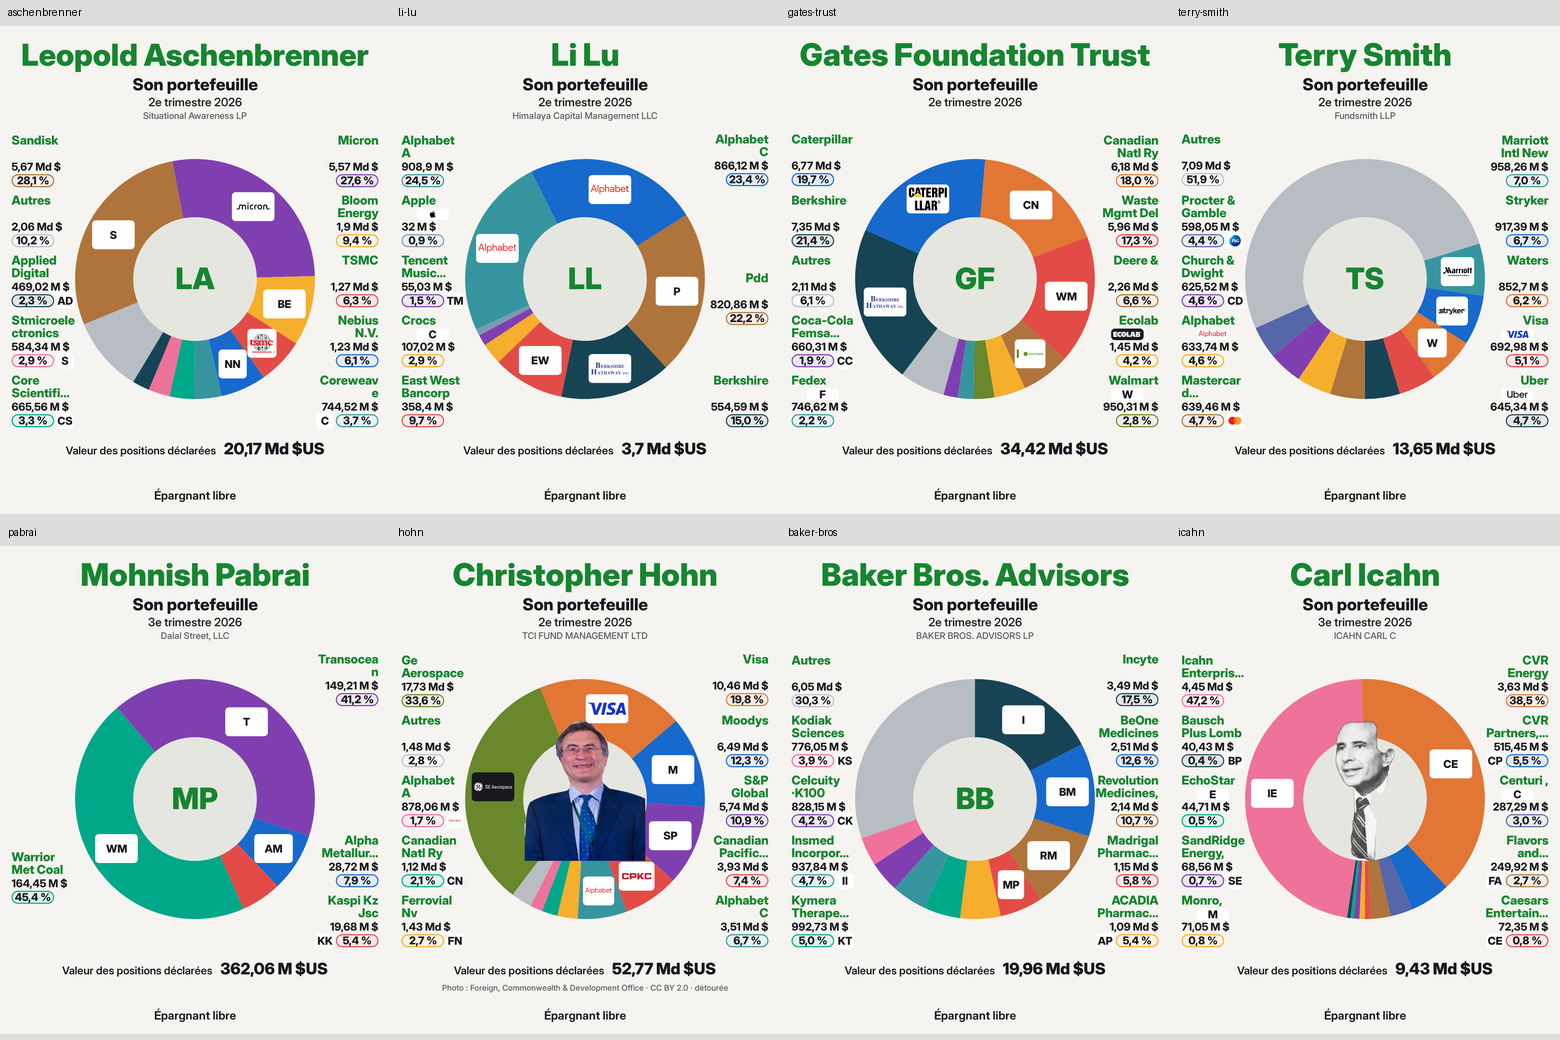 aschenbrenner
Leopold Aschenbrenner
Son portefeuille
2e trimestre 2026
Situational Awareness LP
Sandisk
5,67 Md $
28,1 %
Autres
2,06 Md $
10,2 %
Applied
Digital
469,02 M $
2,3 % AD
Stmicroele
ctronics
584,34 M $
2,9 % S
Core
Scientifi...
665,56 M $
3,3 % CS
S
micron
BE
tsmc
NN
LA
Micron
5,57 Md $
27,6 %
Bloom
Energy
1,9 Md $
9,4 %
TSMC
1,27 Md $
6,3 %
Nebius
N.V.
1,23 Md $
6,1 %
Coreweav
e
744,52 M $
C 3,7 %
Valeur des positions déclarées 20,17 Md $US
Épargnant libre
li-lu
Li Lu
Son portefeuille
2e trimestre 2026
Himalaya Capital Management LLC
Alphabet
A
908,9 M $
24,5 %
Apple
32 M $
0,9 %
Tencent
Music...
55,03 M $
1,5 % TM
Crocs
C
107,02 M $
2,9 %
East West
Bancorp
358,4 M $
9,7 %
Alphabet
Alphabet
P
EW
BERKSHIRE
HATHAWAY INC.
LL
Alphabet
C
866,12 M $
23,4 %
Pdd
820,86 M $
22,2 %
Berkshire
554,59 M $
15,0 %
Valeur des positions déclarées 3,7 Md $US
Épargnant libre
gates-trust
Gates Foundation Trust
Son portefeuille
2e trimestre 2026
Caterpillar
6,77 Md $
19,7 %
Berkshire
7,35 Md $
21,4 %
Autres
2,11 Md $
6,1 %
Coca-Cola
Femsa...
660,31 M $
1,9 % CC
Fedex
F
746,62 M $
2,2 %
CATERPI
LLAR
CN
BERKSHIRE
HATHAWAY INC.
WM
GF
Canadian
Natl Ry
6,18 Md $
18,0 %
Waste
Mgmt Del
5,96 Md $
17,3 %
Deere &
2,26 Md $
6,6 %
Ecolab
ECOLAB
1,45 Md $
4,2 %
Walmart
W
950,31 M $
2,8 %
Valeur des positions déclarées 34,42 Md $US
Épargnant libre
terry-smith
Terry Smith
Son portefeuille
2e trimestre 2026
Fundsmith LLP
Autres
7,09 Md $
51,9 %
Procter &
Gamble
598,05 M $
4,4 % P&G
Church &
Dwight
625,52 M $
4,6 % CD
Alphabet
Alphabet
633,74 M $
4,6 %
Mastercar
d...
639,46 M $
4,7 %
Marriott
stryker
W
TS
Marriott
Intl New
958,26 M $
7,0 %
Stryker
917,39 M $
6,7 %
Waters
852,7 M $
6,2 %
Visa
VISA
692,98 M $
5,1 %
Uber
Uber
645,34 M $
4,7 %
Valeur des positions déclarées 13,65 Md $US
Épargnant libre
pabrai
Mohnish Pabrai
Son portefeuille
3e trimestre 2026
Dalal Street, LLC
Warrior
Met Coal
164,45 M $
45,4 %
T
WM
AM
MP
Transocea
n
149,21 M $
41,2 %
Alpha
Metallur...
28,72 M $
7,9 %
Kaspi Kz
Jsc
19,68 M $
KK 5,4 %
Valeur des positions déclarées 362,06 M $US
Épargnant libre
hohn
Christopher Hohn
Son portefeuille
2e trimestre 2026
TCI FUND MANAGEMENT LTD
Ge
Aerospace
17,73 Md $
33,6 %
Autres
1,48 Md $
2,8 %
Alphabet
A
878,06 M $
1,7 %
Canadian
Natl Ry
1,12 Md $
2,1 % CN
Ferrovial
Nv
1,43 Md $
2,7 % FN
VISA
GE Aerospace
M
SP
CPKC
Alphabet
Visa
10,46 Md $
19,8 %
Moodys
6,49 Md $
12,3 %
S&P
Global
5,74 Md $
10,9 %
Canadian
Pacific...
3,93 Md $
7,4 %
Alphabet
C
3,51 Md $
6,7 %
Valeur des positions déclarées 52,77 Md $US
Photo : Foreign, Commonwealth & Development Office · CC BY 2.0 · détourée
Épargnant libre
baker-bros
Baker Bros. Advisors
Son portefeuille
2e trimestre 2026
BAKER BROS. ADVISORS LP
Autres
6,05 Md $
30,3 %
Kodiak
Sciences
776,05 M $
3,9 % KS
Celcuity
·K100
828,15 M $
4,2 % CK
Insmed
Incorpor...
937,84 M $
4,7 % II
Kymera
Therape...
992,73 M $
5,0 % KT
I
BM
RM
MP
BB
Incyte
3,49 Md $
17,5 %
BeOne
Medicines
2,51 Md $
12,6 %
Revolution
Medicines,
2,14 Md $
10,7 %
Madrigal
Pharmac...
1,15 Md $
5,8 %
ACADIA
Pharmac...
1,09 Md $
AP 5,4 %
Valeur des positions déclarées 19,96 Md $US
Épargnant libre
icahn
Carl Icahn
Son portefeuille
3e trimestre 2026
ICAHN CARL C
Icahn
Enterpris...
4,45 Md $
47,2 %
Bausch
Plus Lomb
40,43 M $
0,4 % BP
EchoStar
E
44,71 M $
0,5 %
SandRidge
Energy,
68,56 M $
0,7 % SE
Monro,
M
71,05 M $
0,8 %
IE
CE
CVR
Energy
3,63 Md $
38,5 %
CVR
Partners,...
515,45 M $
CP 5,5 %
Centuri ,
C
287,29 M $
3,0 %
Flavors
and...
249,92 M $
FA 2,7 %
Caesars
Entertain...
72,35 M $
CE 0,8 %
Valeur des positions déclarées 9,43 Md $US
Épargnant libre